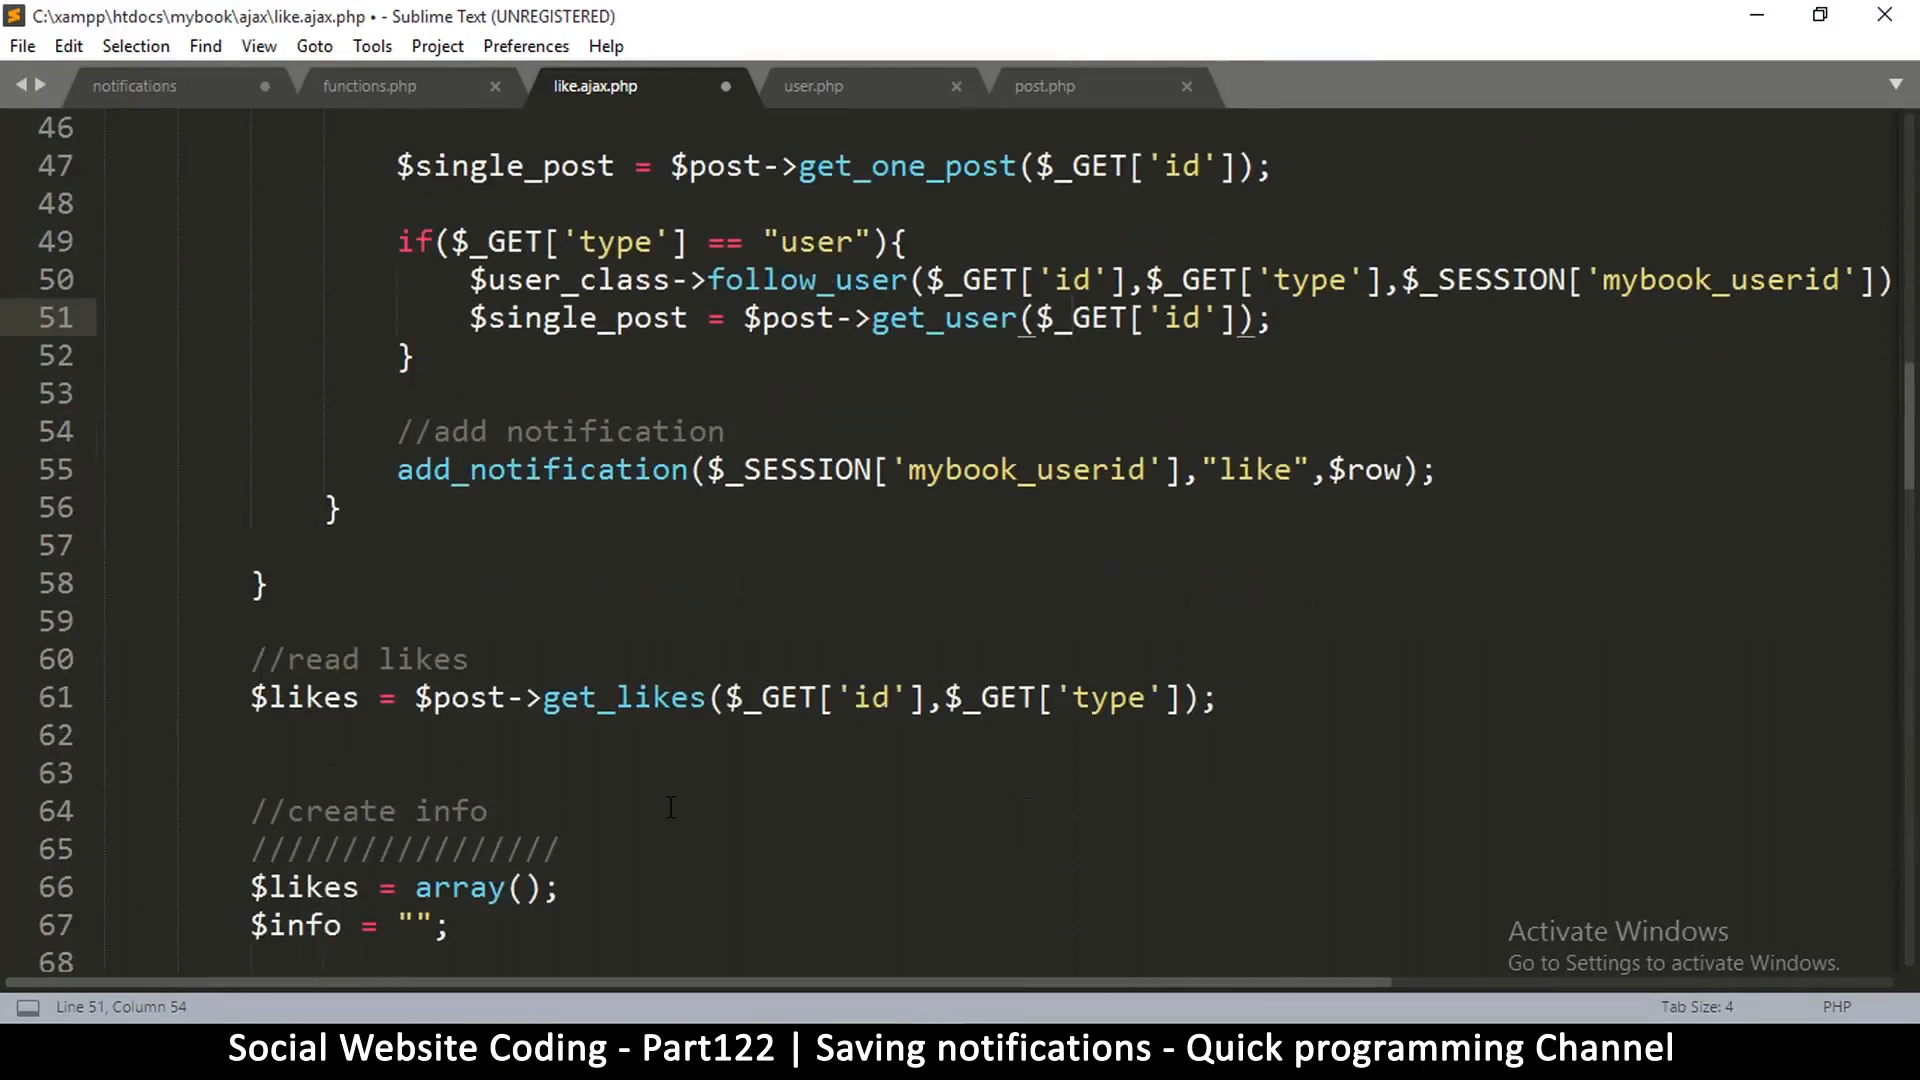 C:\xampp\htdocs\mybook\ajax\like.ajax.php • - Sublime Text (UNREGISTERED)
File Edit Selection Find View Goto Tools Project Preferences Help
notifications functions.php like.ajax.php user.php post.php
46
47 $single_post = $post->get_one_post($_GET['id']);
48
49 if($_GET['type'] == "user"){
50 $user_class->follow_user($_GET['id'],$_GET['type'],$_SESSION['mybook_userid'])
51 $single_post = $post->get_user($_GET['id']);
52 }
53
54 //add notification
55 add_notification($_SESSION['mybook_userid'],"like",$row);
56 }
57
58 }
59
60 //read likes
61 $likes = $post->get_likes($_GET['id'],$_GET['type']);
62
63
64 //create info
65 /////////////////
66 $likes = array();
67 $info = "";
68
Activate Windows
Go to Settings to activate Windows.
Line 51, Column 54 Tab Size: 4 PHP
Social Website Coding - Part122 | Saving notifications - Quick programming Channel